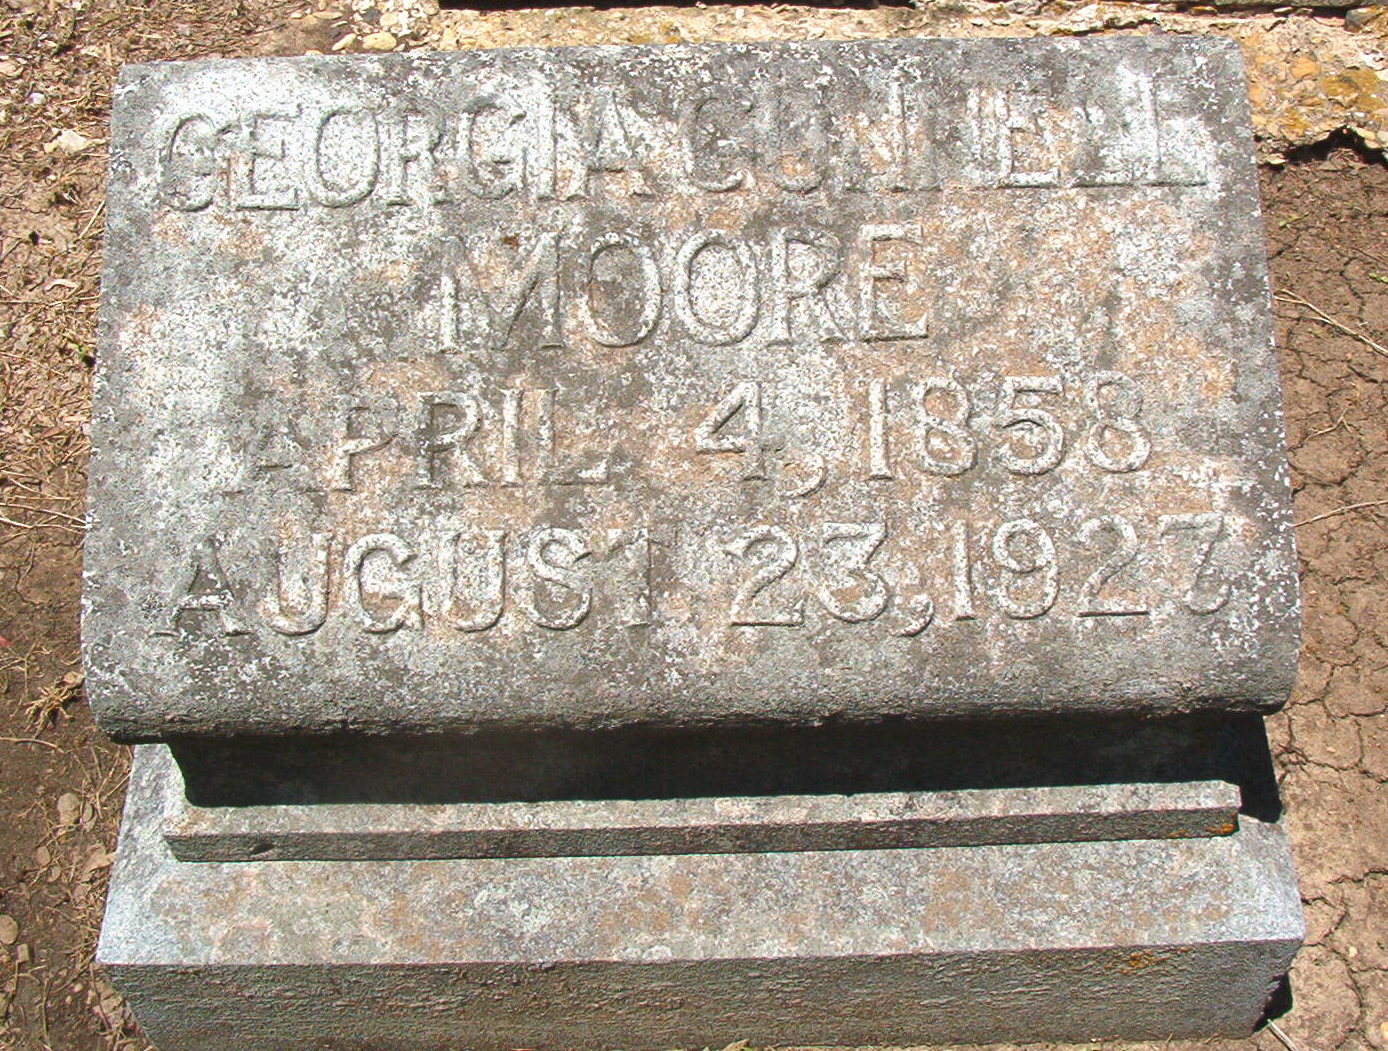 GEORGIA
MOORE
APRIL 4, 1858
AUGUST 23, 1927